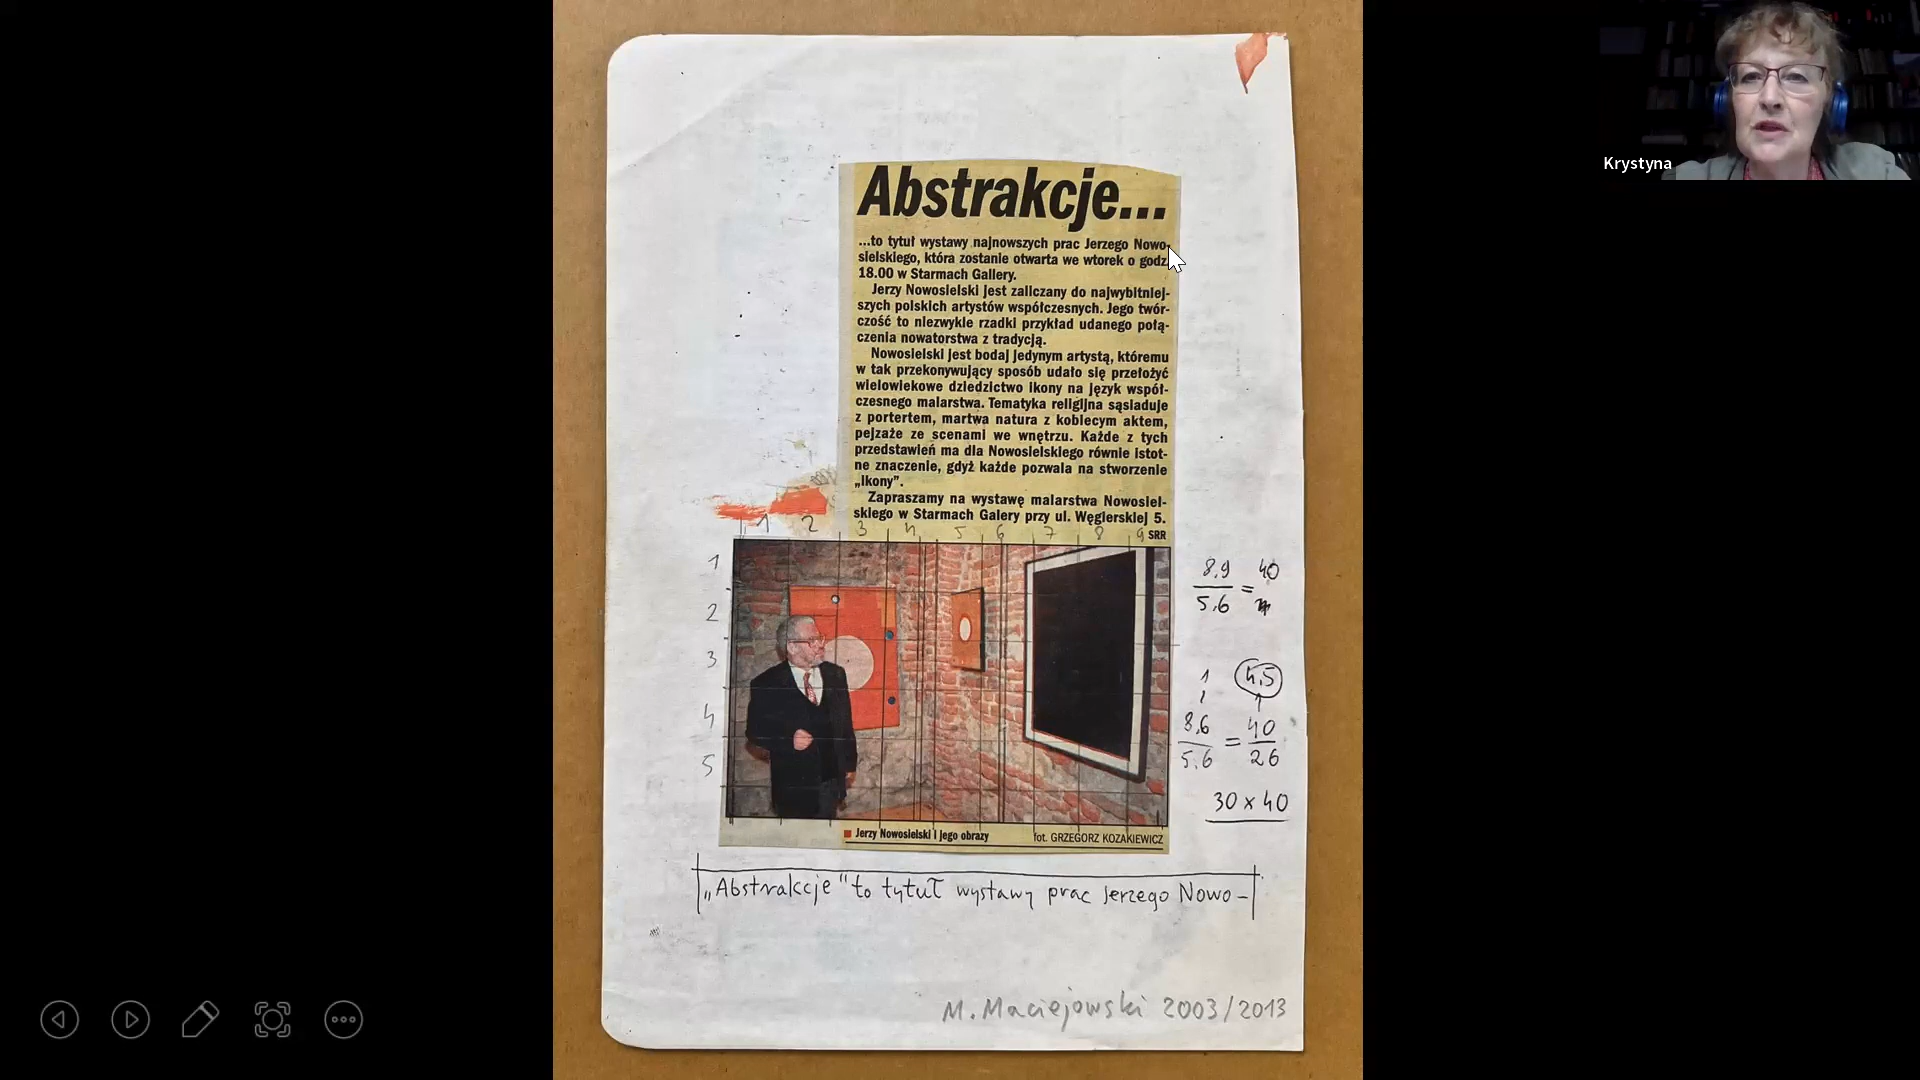 Krystyna
Abstrakcje...
...to tytuł wystawy najnowszych prac Jerzego Nowo-
sielskiego, która zostanie otwarta we wtorek o godz.
18.00 w Starmach Gallery.
Jerzy Nowosielski jest zaliczany do najwybitniej-
szych polskich artystów współczesnych. Jego twór-
czość to niezwykle rzadki przykład udanego połą-
czenia nowatorstwa z tradycją.
Nowosielski jest bodaj jedynym artystą, któremu
w tak przekonywujący sposób udało się przełożyć
wielowiekowe dziedzictwo ikony na język współ-
czesnego malarstwa. Tematyka religijna sąsiaduje
z portertem, martwa natura z kobiecym aktem,
pejzaże ze scenami we wnętrzu. Każde z tych
przedstawień ma dla Nowosielskiego równie istot-
ne znaczenie, gdyż każde pozwala na stworzenie
„Ikony”.
Zapraszamy na wystawę malarstwa Nowosiel-
skiego w Starmach Galery przy ul. Węgierskiej 5.
SRR
1 2 3 4 5 6 7 8 9
1
2
3
4
5
8,9 = 40
5,6
1 4,5
8,6 = 40
5,6 26
30 x 40
Jerzy Nowosielski i jego obrazy fot. GRZEGORZ KOZAKIEWICZ
„Abstrakcje" to tytuł wystawy prac Jerzego Nowo-
M. Maciejowski 2003/2013